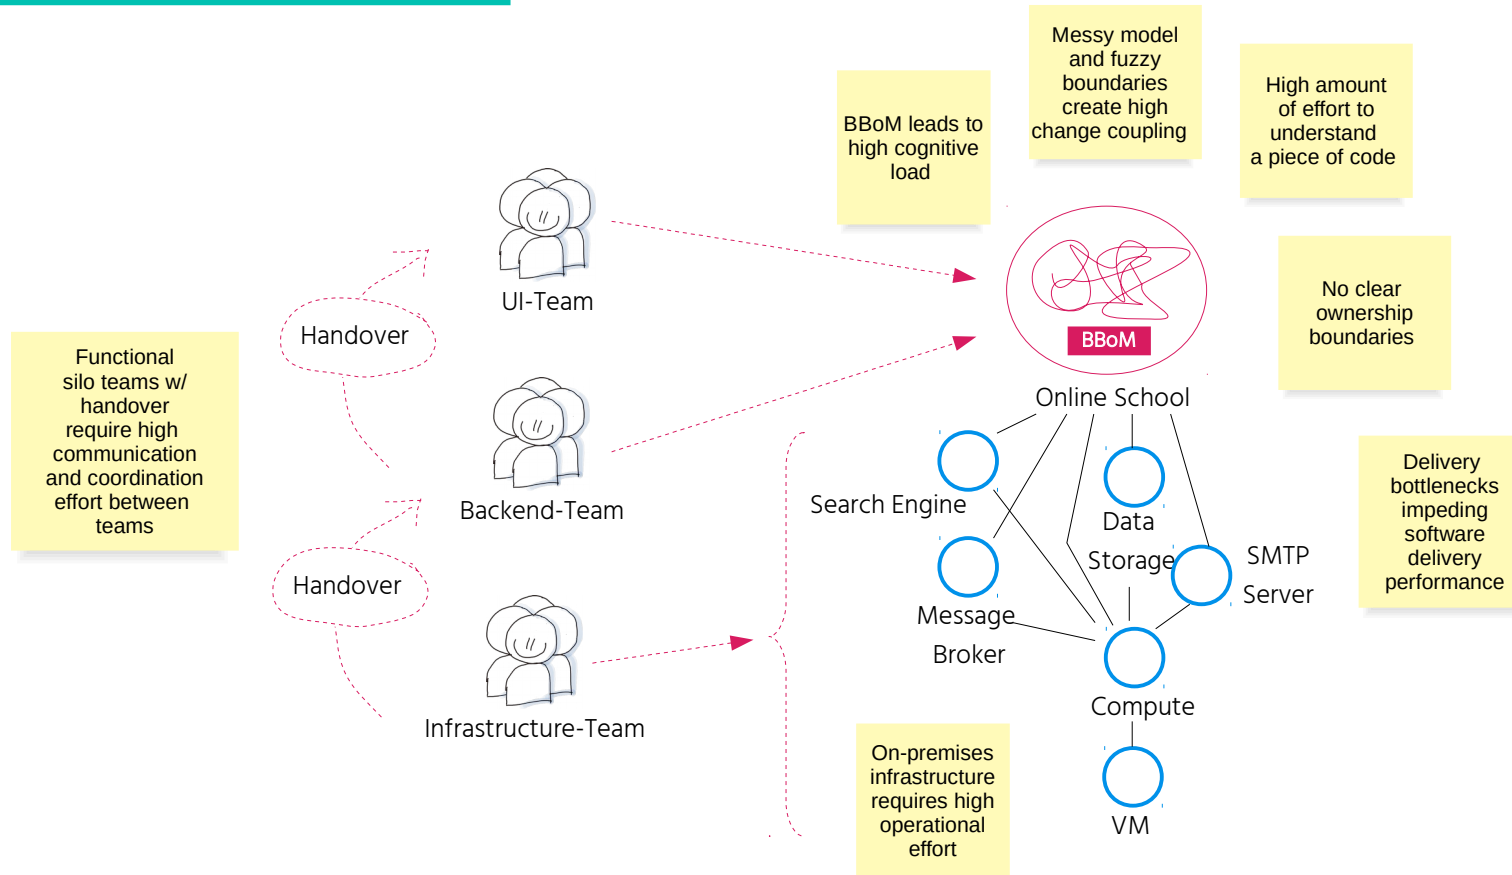 Messy model
and fuzzy
boundaries
create high
change coupling
High amount
of effort to
understand
a piece of code
BBoM leads to
high cognitive
load
No clear
ownership
boundaries
UI-Team
Handover
BBoM
Functional
silo teams w/
handover
require high
communication
and coordination
effort between
teams
Online School
Delivery
bottlenecks
impeding
software
delivery
performance
Search Engine
Backend-Team
Data
Storage
SMTP
Server
Handover
Message
Broker
Infrastructure-Team
Compute
On-premises
infrastructure
requires high
operational
effort
VM